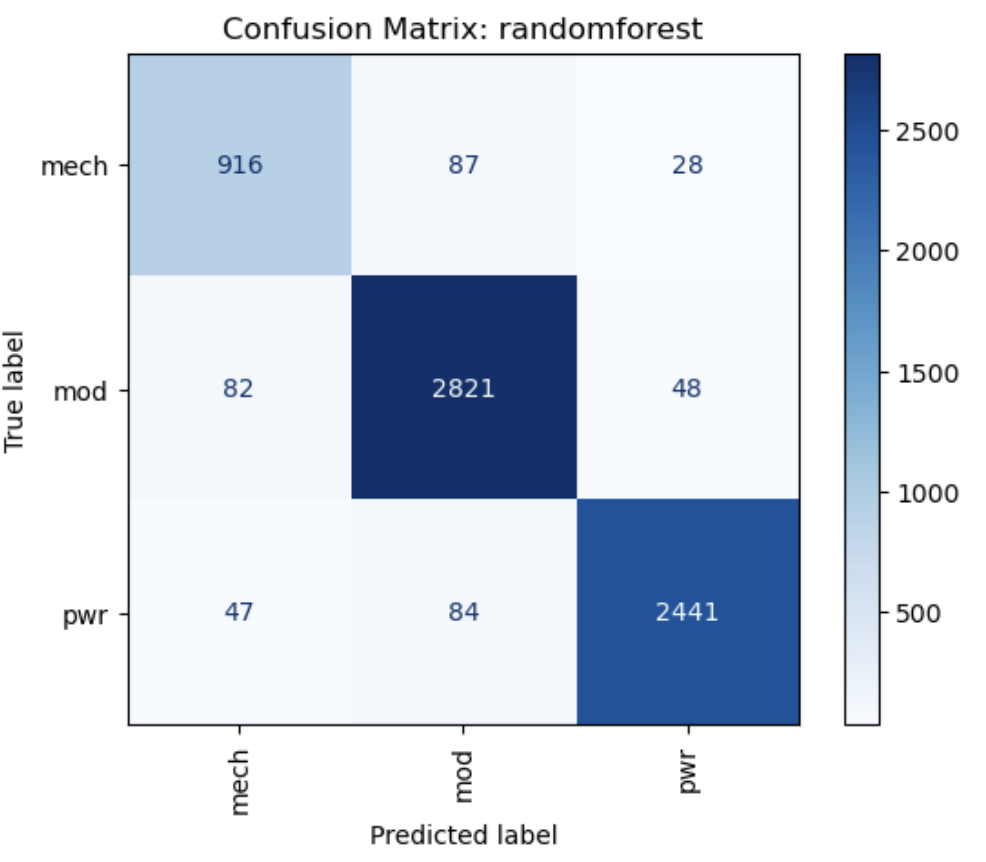 Confusion Matrix: randomforest
mech 916 87 28
mod 82 2821 48
pwr 47 84 2441
mech mod pwr
Predicted label
True label
2500
2000
1500
1000
500